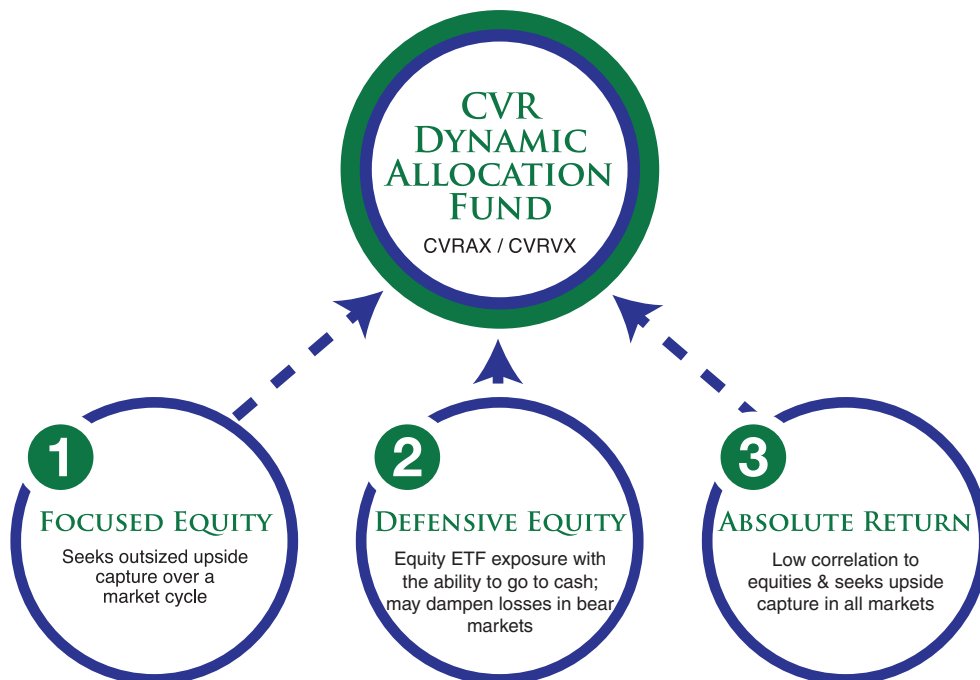 CVR
DYNAMIC
ALLOCATION
FUND
CVRAX / CVRVX
1
FOCUSED EQUITY
Seeks outsized upside
capture over a
market cycle
2
DEFENSIVE EQUITY
Equity ETF exposure with
the ability to go to cash;
may dampen losses in bear
markets
3
ABSOLUTE RETURN
Low correlation to
equities & seeks upside
capture in all markets